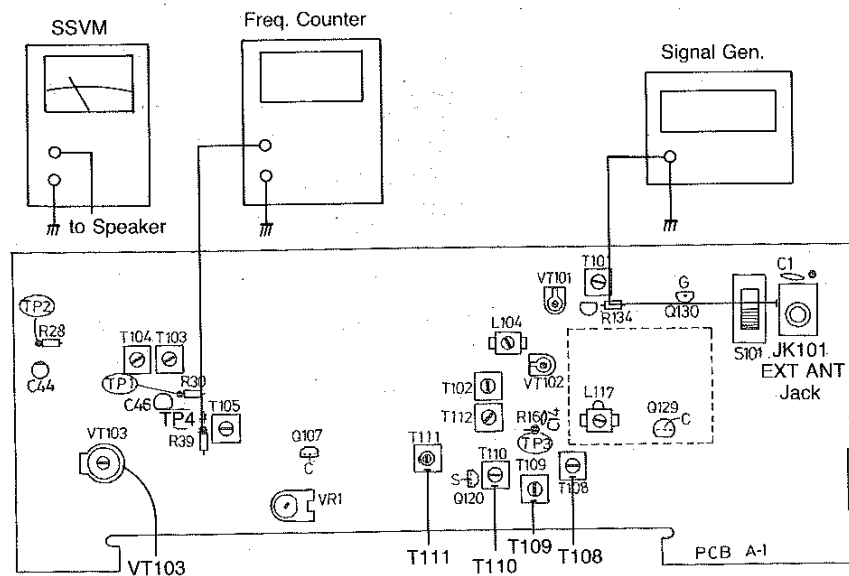 SSVM
Freq. Counter
Signal Gen.
to Speaker
TP2
R28
C44
T104
T103
TP1
R30
C46
TP4
T105
R39
VT103
VT103
Q107
C
VR1
T111
T111
L104
T102
T112
VT101
T101
R134
G
Q130
C1
S101
JK101
EXT ANT
Jack
VT102
R160
C74
TP3
L117
Q129
C
S
Q120
T110
T110
T109
T109
T108
T108
PCB A-1